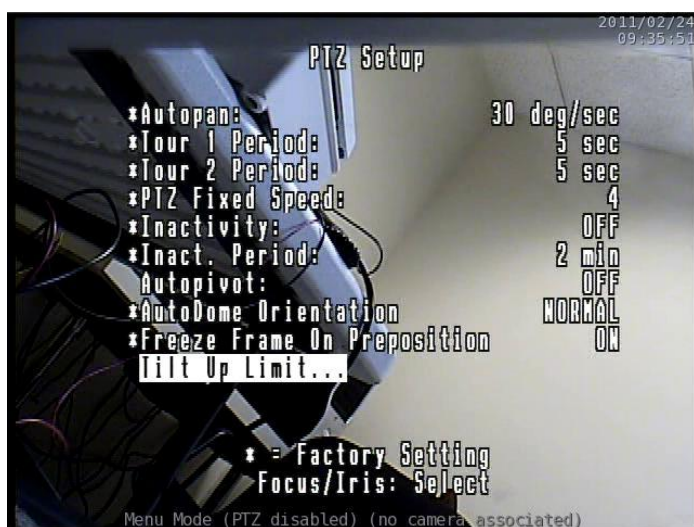 2011/02/24
09:35:51
PTZ Setup
*Autopan: 30 deg/sec
*Tour 1 Period: 5 sec
*Tour 2 Period: 5 sec
*PTZ Fixed Speed: 4
*Inactivity: OFF
*Inact. Period: 2 min
Autopivot: OFF
*AutoDome Orientation NORMAL
*Freeze Frame On Preposition ON
Tilt Up Limit...
* = Factory Setting
Focus/Iris: Select
Menu Mode (PTZ disabled) (no camera associated)